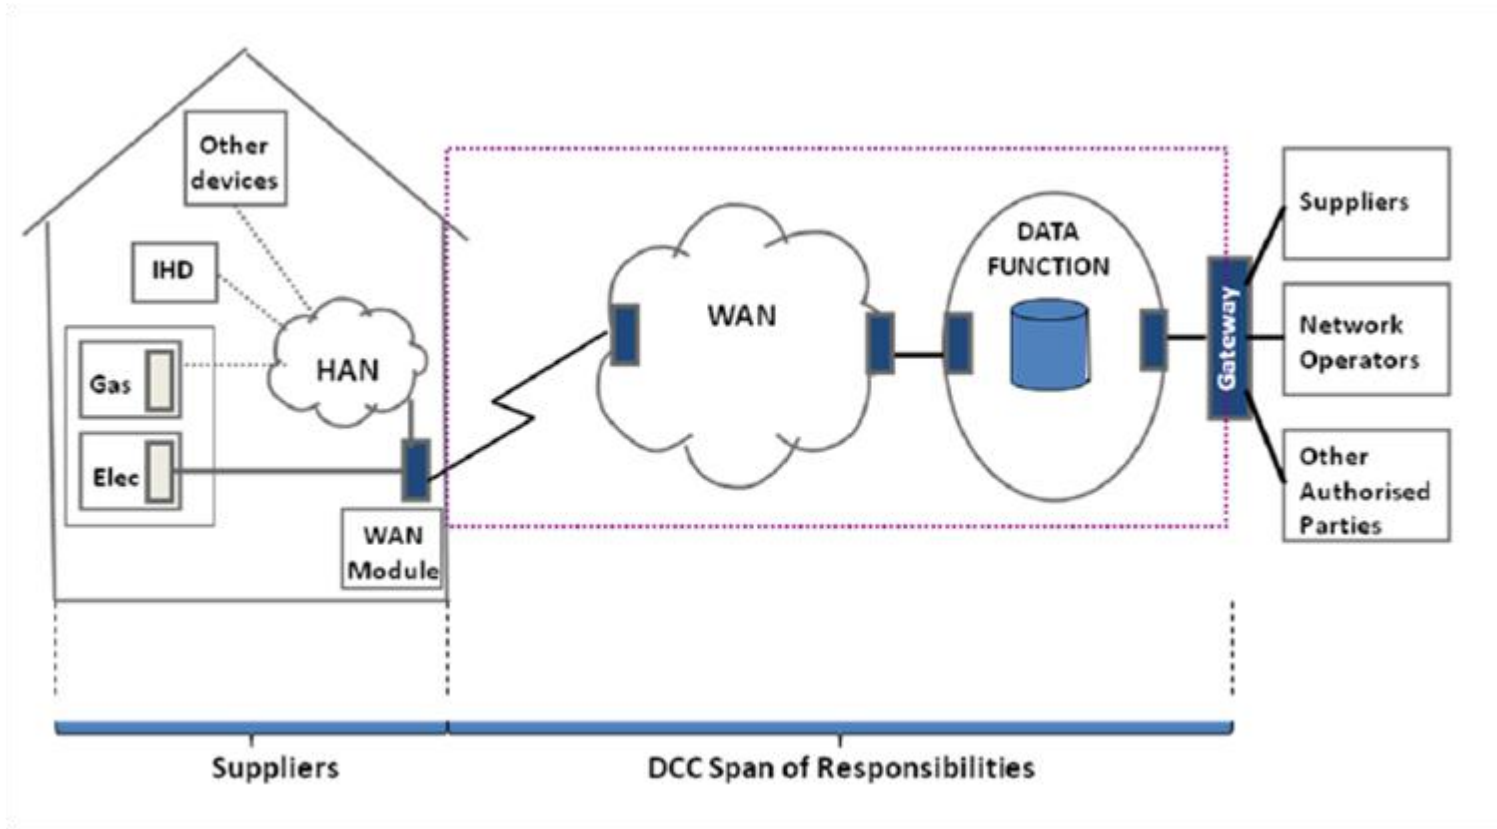 Other
devices
IHD
Gas
Elec
HAN
WAN
Module
WAN
DATA
FUNCTION
Gateway
Suppliers
Network
Operators
Other
Authorised
Parties
Suppliers
DCC Span of Responsibilities